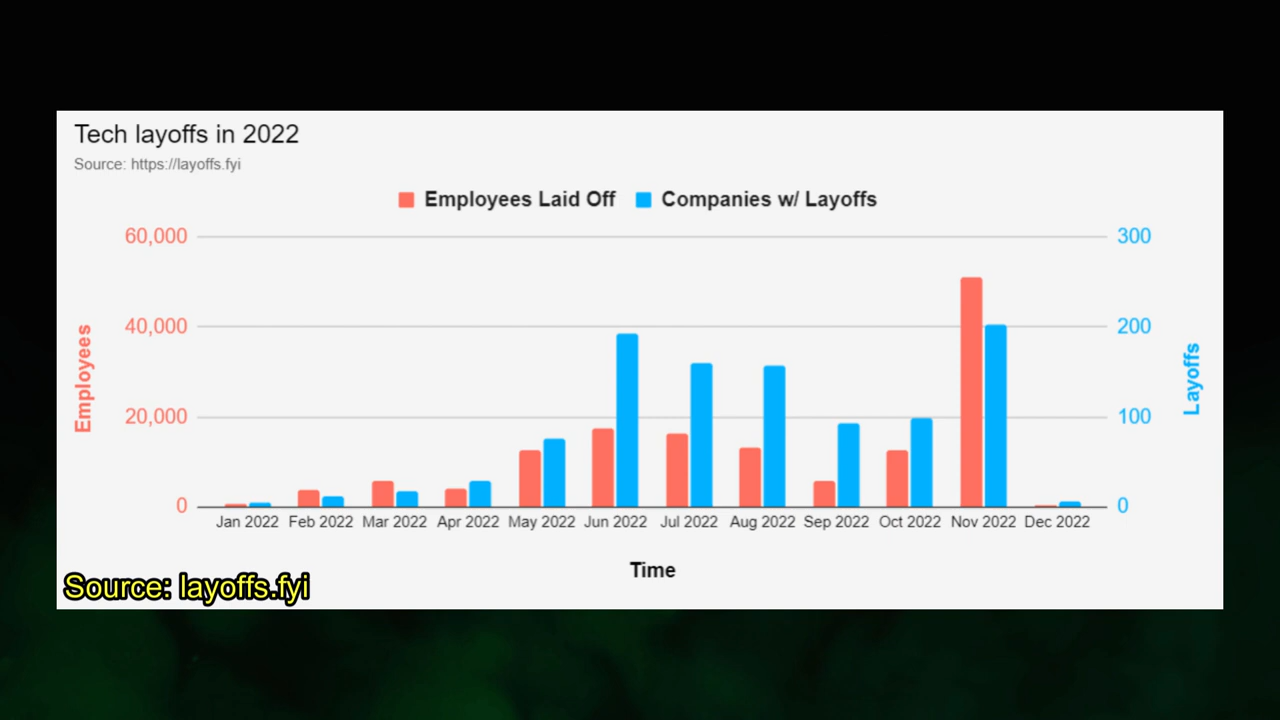 Tech layoffs in 2022
Source: https://layoffs.fyi
Employees Laid Off Companies w/ Layoffs
60,000 300
40,000 200
20,000 100
0 0
Employees
Layoffs
Jan 2022 Feb 2022 Mar 2022 Apr 2022 May 2022 Jun 2022 Jul 2022 Aug 2022 Sep 2022 Oct 2022 Nov 2022 Dec 2022
Time
Source: layoffs.fyi